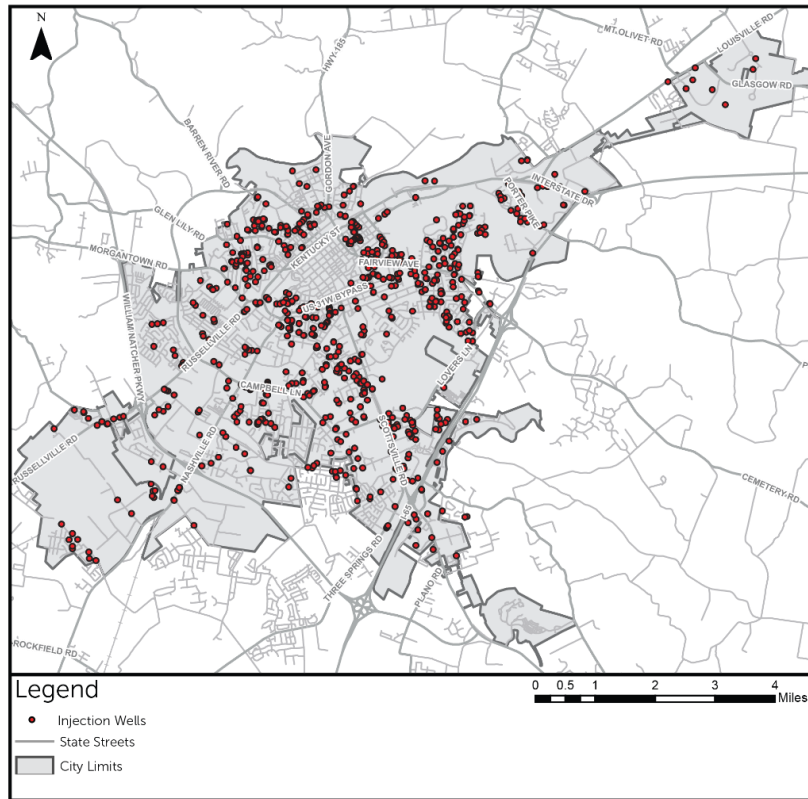 N
MT OLIVET RD
LOUISVILLE RD
HWY-185
GLASGOW RD
BARREN RIVER RD
GORDON AVE
PORTER PIKE
INTERSTATE DR
GLEN LILY RD
KENTUCKY ST
MORGANTOWN RD
FAIRVIEW AVE
US 31W BYPASS
WILLIAM NATCHER PKWY
RUSSELLVILLE RD
LOVERS LN
CAMPBELL LN
SCOTTSVILLE RD
RUSSELLVILLE RD
NASHVILLE RD
CEMETERY RD
I-65
THREE SPRINGS RD
PLANO RD
ROCKFIELD RD
Legend
0 0.5 1 2 3 4
Miles
Injection Wells
State Streets
City Limits